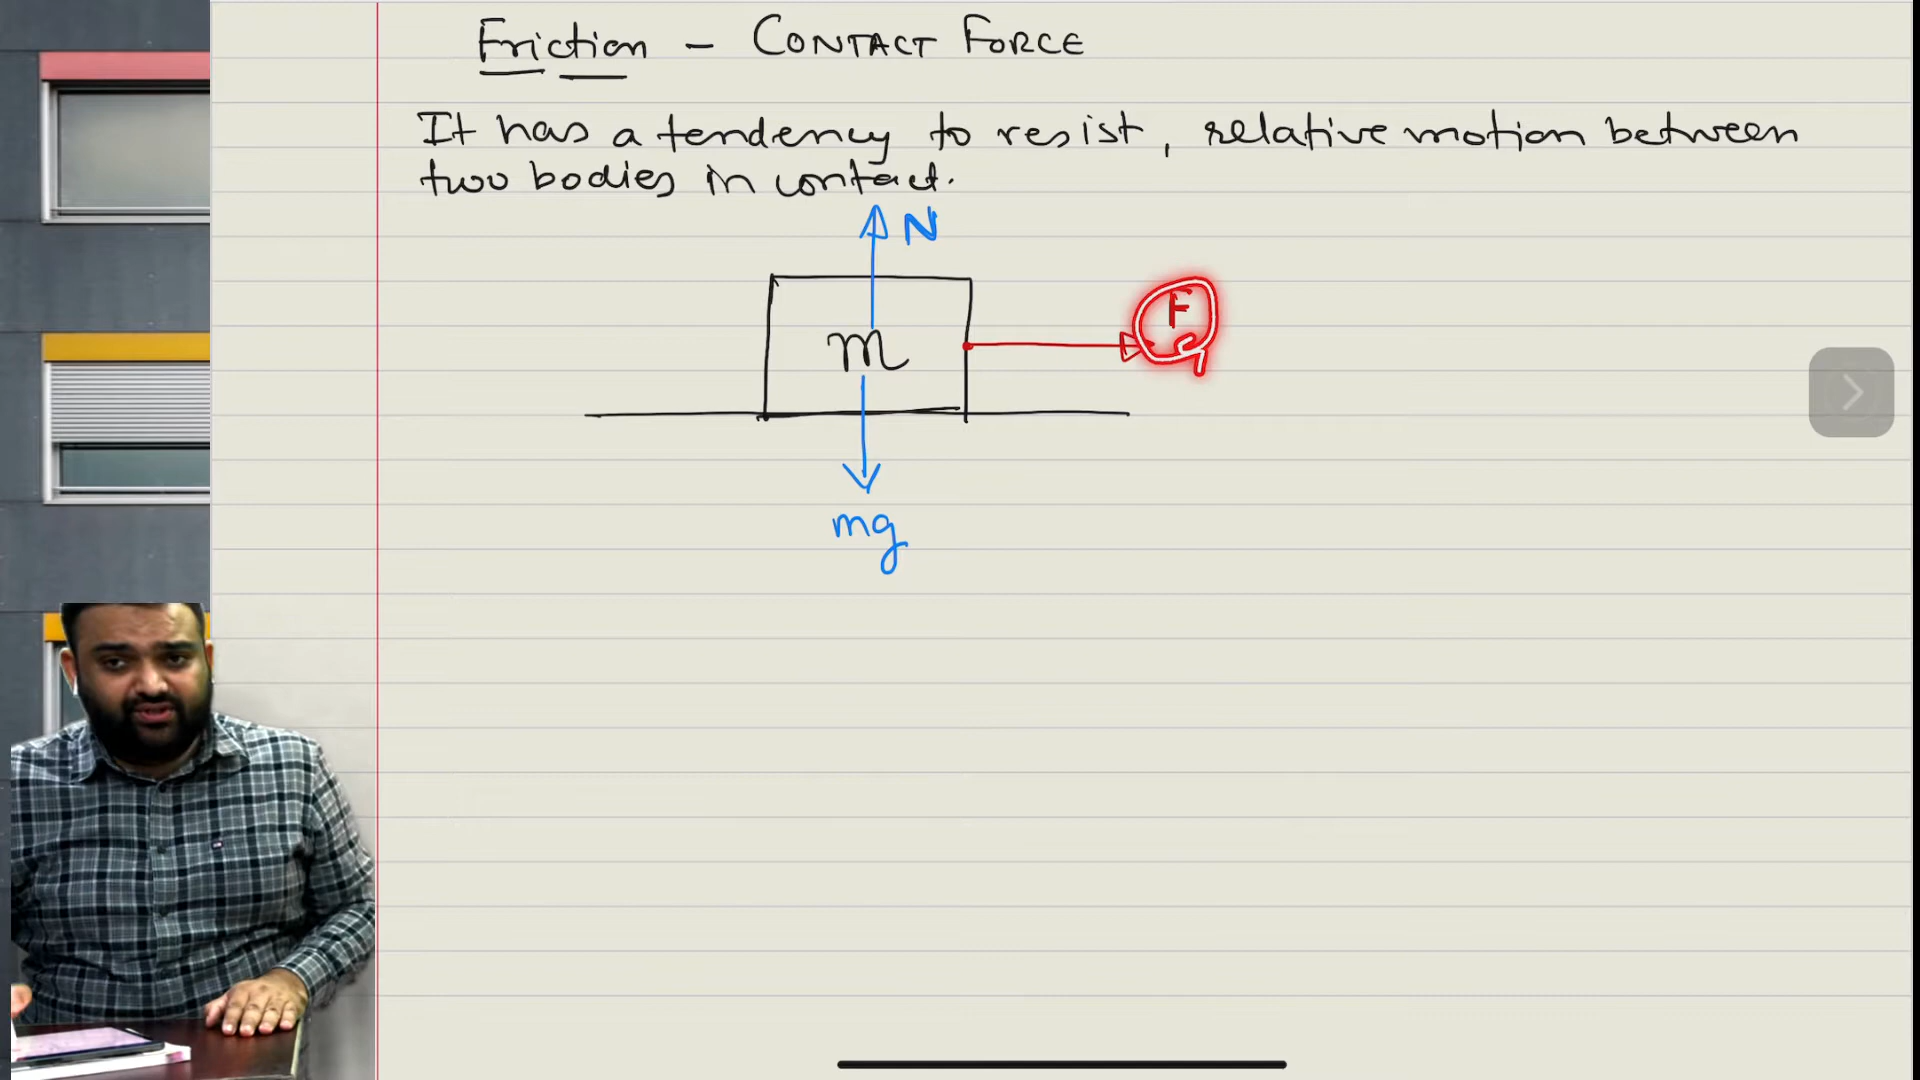 Friction - CONTACT FORCE
It has a tendency to resist, relative motion between
two bodies in contact.
N
F
m
mg